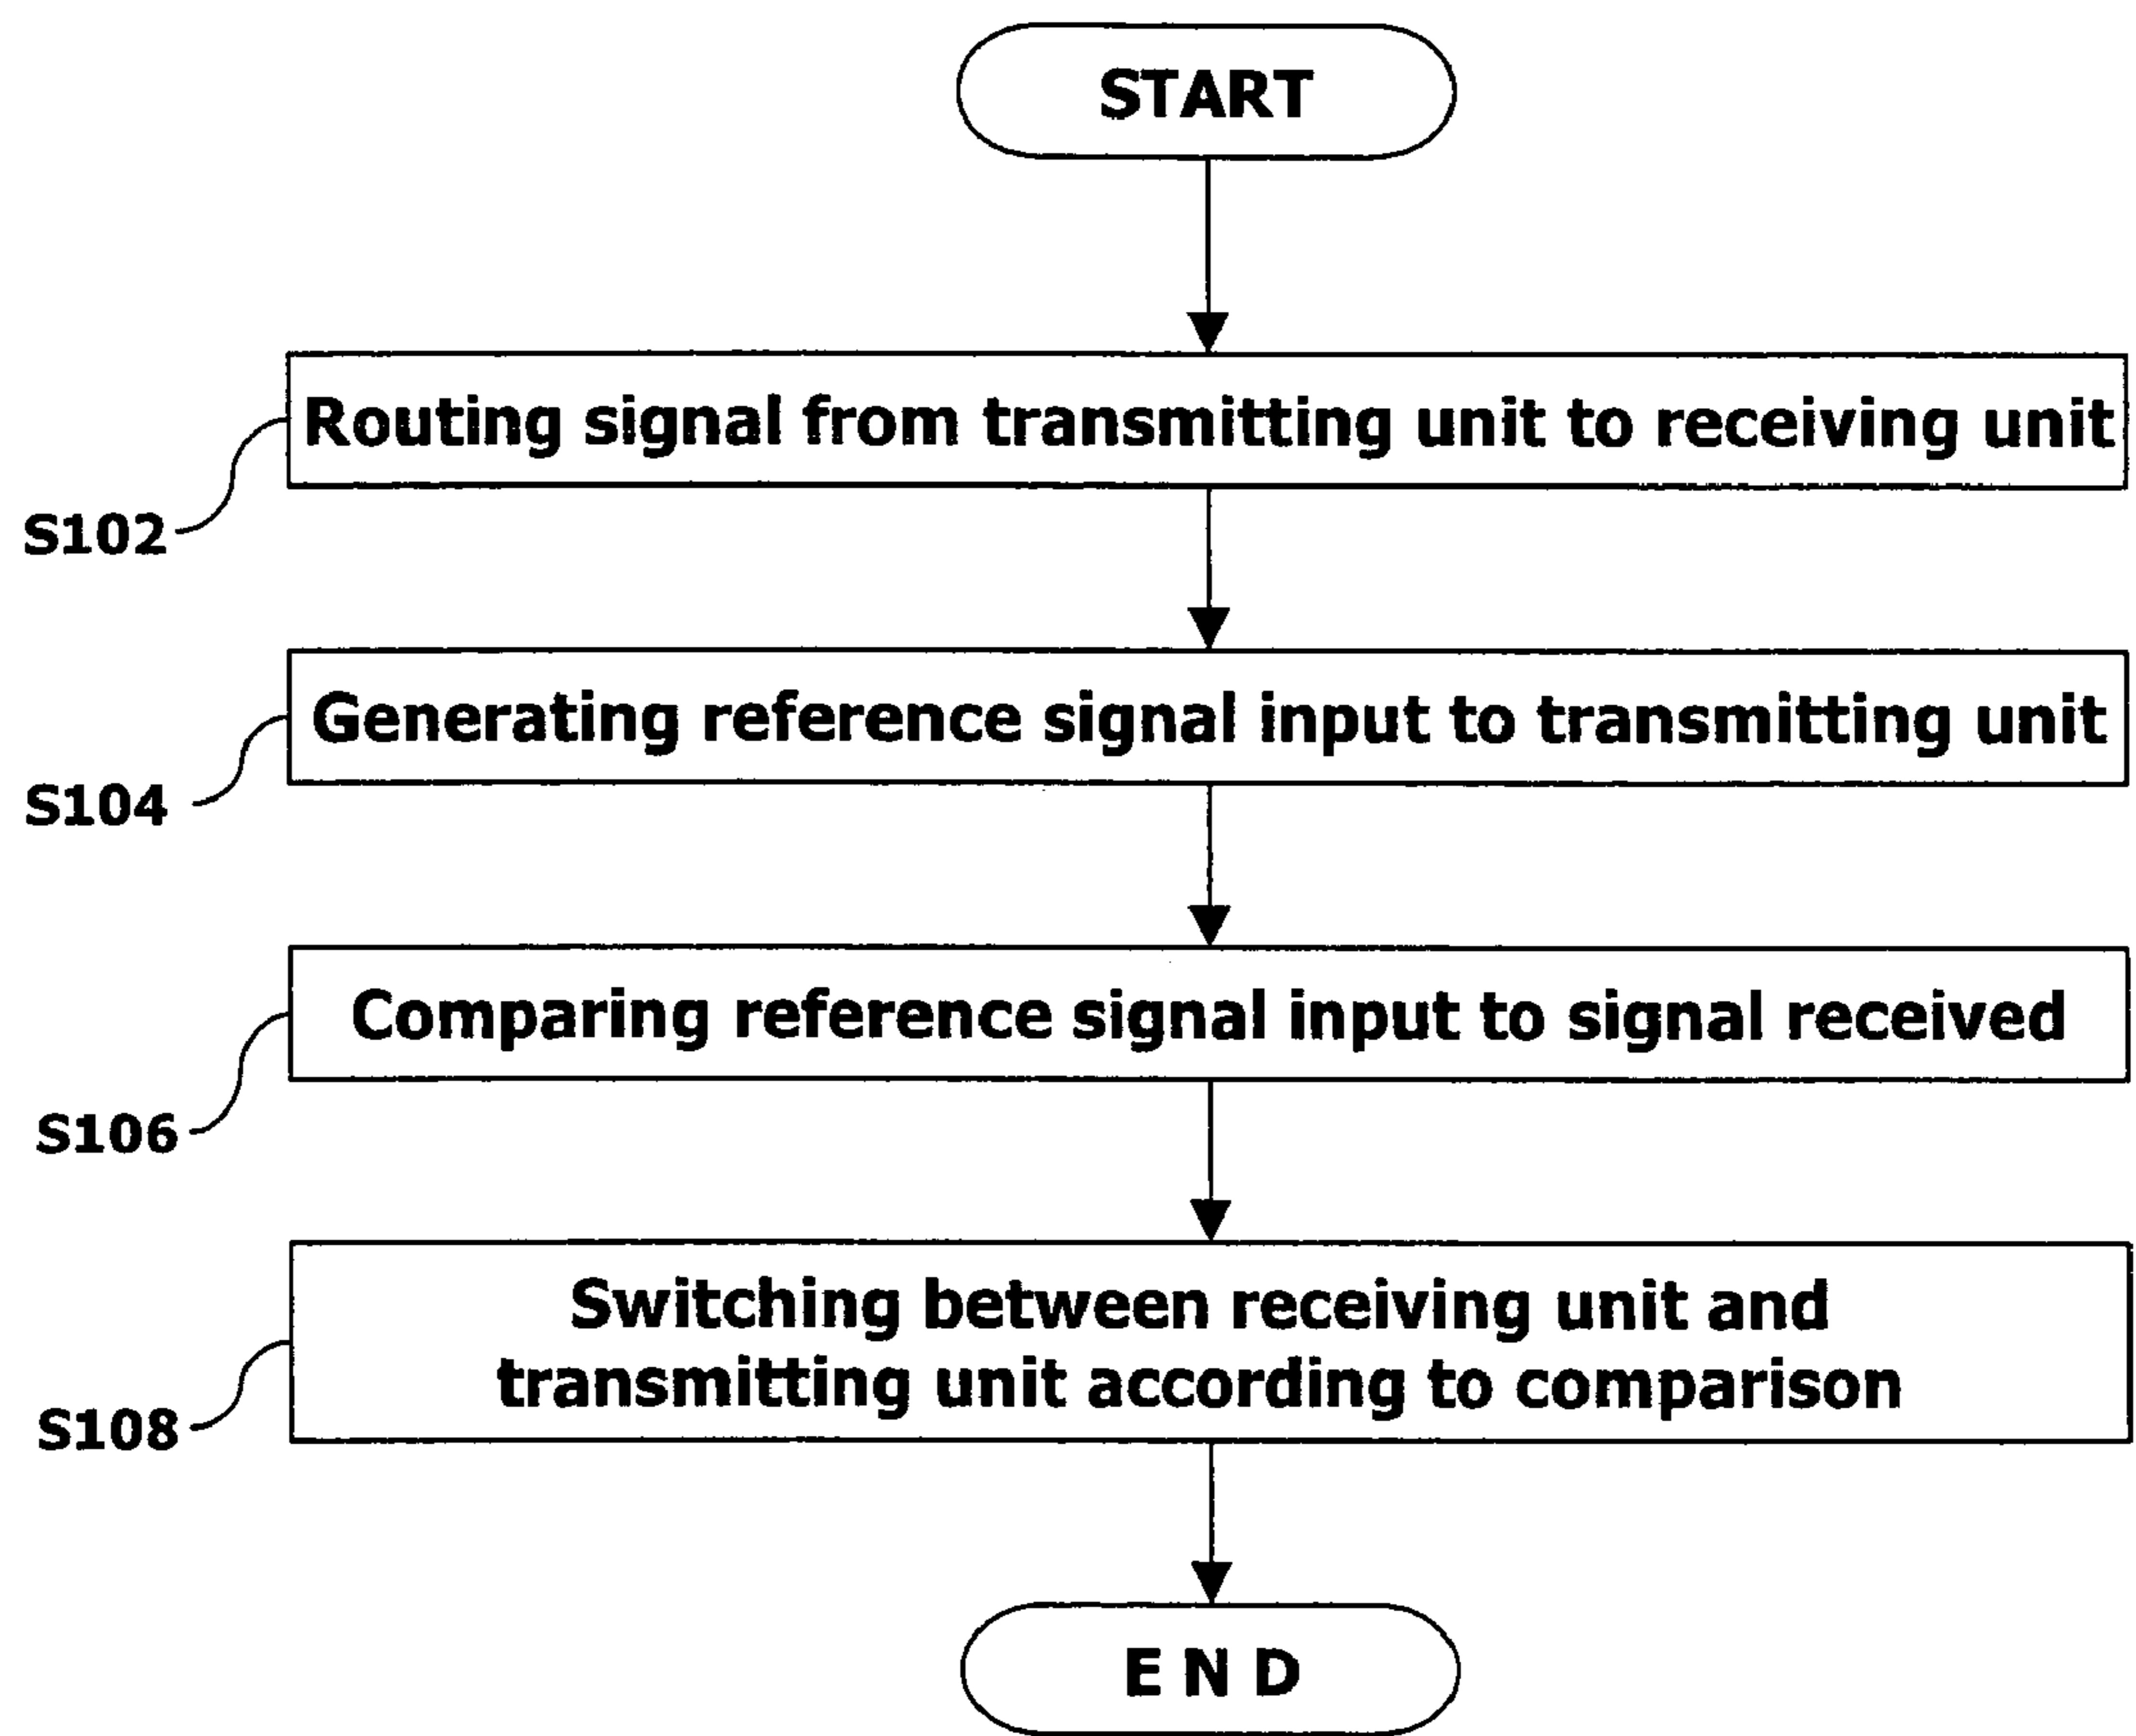 START
Routing signal from transmitting unit to receiving unit
S102
Generating reference signal input to transmitting unit
S104
Comparing reference signal input to signal received
S106
Switching between receiving unit and
transmitting unit according to comparison
S108
E N D